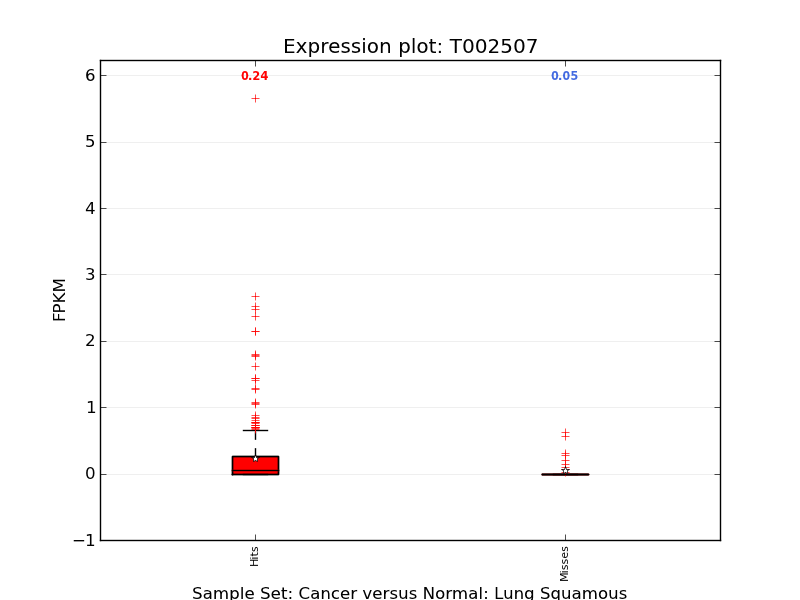 Expression plot: T002507
0.24
0.05
6
5
4
3
2
1
0
−1
FPKM
Hits
Misses
Sample Set: Cancer versus Normal: Lung Squamous